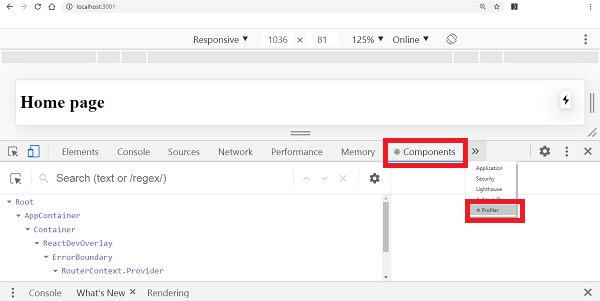 localhost:3001
Responsive 1036 × 81 125% Online
Home page
Elements Console Sources Network Performance Memory Components »
Application
Security
Lighthouse
Profiler
Search (text or /regex/)
Root
AppContainer
Container
ReactDevOverlay
ErrorBoundary
RouterContext.Provider
Console What's New Rendering